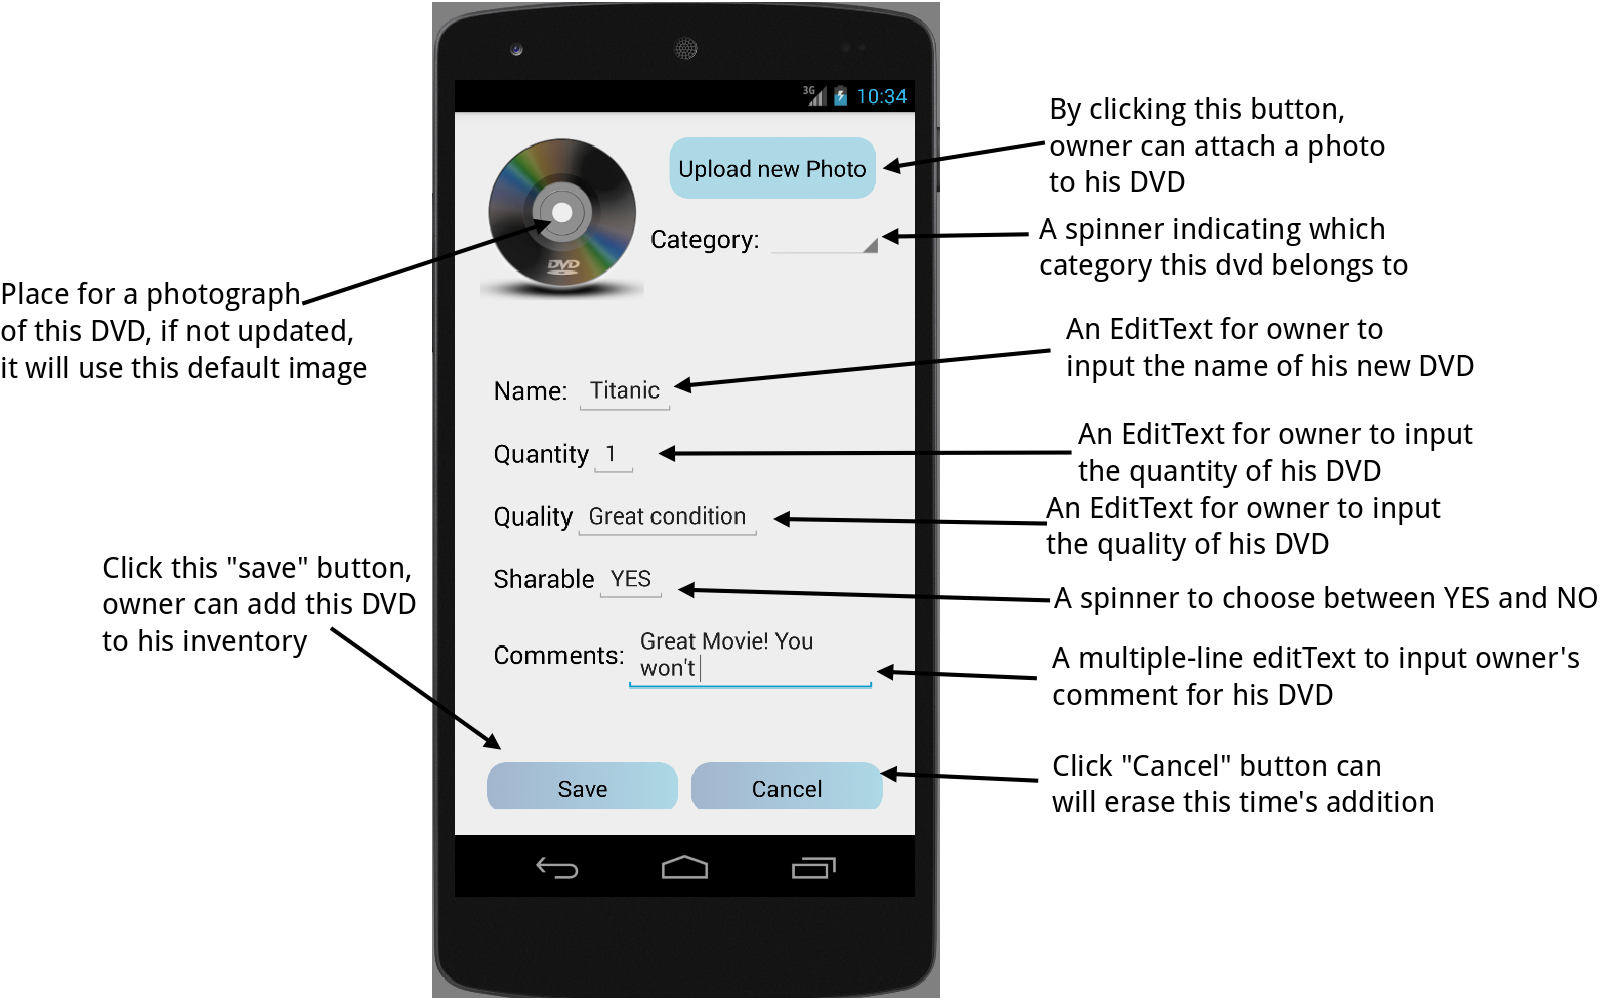 3G 10:34
Upload new Photo
Category:
DVD
Name: Titanic
Quantity 1
Quality Great condition
Sharable YES
Comments: Great Movie! You
won't
Save Cancel
Place for a photograph
of this DVD, if not updated,
it will use this default image
Click this "save" button,
owner can add this DVD
to his inventory
By clicking this button,
owner can attach a photo
to his DVD
A spinner indicating which
category this dvd belongs to
An EditText for owner to
input the name of his new DVD
An EditText for owner to input
the quantity of his DVD
An EditText for owner to input
the quality of his DVD
A spinner to choose between YES and NO
A multiple-line editText to input owner's
comment for his DVD
Click "Cancel" button can
will erase this time's addition